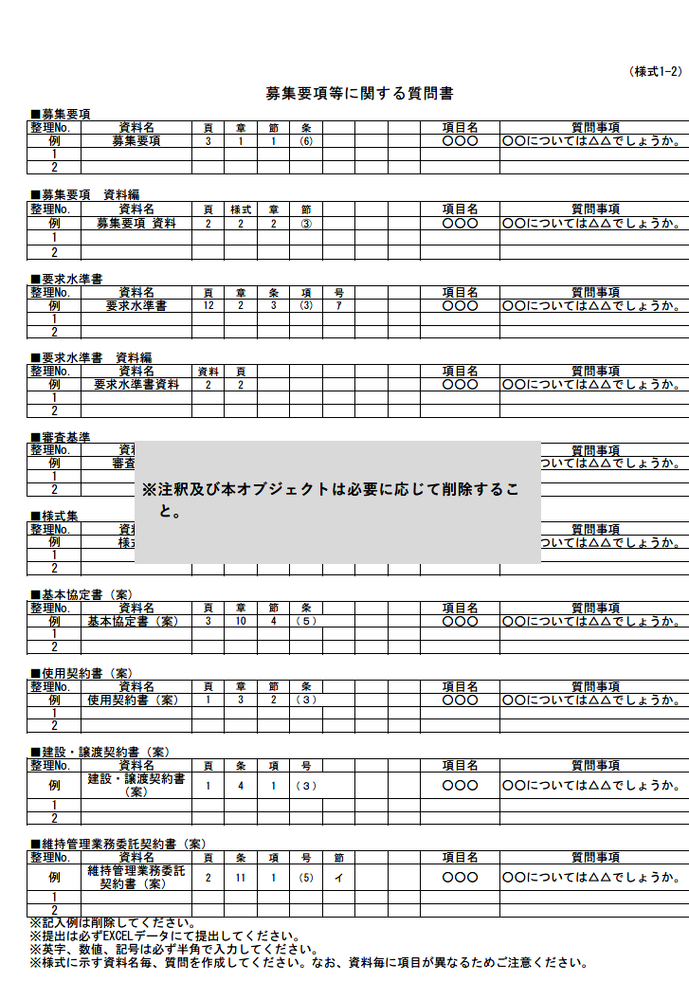 （様式1-2）
募集要項等に関する質問書
■募集要項
整理No. 資料名 頁 章 節 条 項目名 質問事項
例 募集要項 3 1 1 (6) 〇〇〇 〇〇については△△でしょうか。
1
2
■募集要項　資料編
整理No. 資料名 頁 様式 章 節 項目名 質問事項
例 募集要項 資料 2 2 2 ③ 〇〇〇 〇〇については△△でしょうか。
1
2
■要求水準書
整理No. 資料名 頁 章 条 項 号 項目名 質問事項
例 要求水準書 12 2 3 (3) ｱ 〇〇〇 〇〇については△△でしょうか。
1
2
■要求水準書　資料編
整理No. 資料名 資料 頁 項目名 質問事項
例 要求水準書資料 2 2 〇〇〇 〇〇については△△でしょうか。
1
2
■審査基準
整理No. 資 質問事項
例 審査 ついては△△でしょうか。
1
2
※注釈及び本オブジェクトは必要に応じて削除するこ
と。
■様式集
整理No. 資 質問事項
例 様 ついては△△でしょうか。
1
2
■基本協定書（案）
整理No. 資料名 頁 章 節 条 項目名 質問事項
例 基本協定書（案） 3 10 4 （5） 〇〇〇 〇〇については△△でしょうか。
1
2
■使用契約書（案）
整理No. 資料名 頁 章 節 条 項目名 質問事項
例 使用契約書（案） 1 3 2 （3） 〇〇〇 〇〇については△△でしょうか。
1
2
■建設・譲渡契約書（案）
整理No. 資料名 頁 条 項 号 項目名 質問事項
例 建設・譲渡契約書 1 4 1 （3） 〇〇〇 〇〇については△△でしょうか。
（案）
1
2
■維持管理業務委託契約書（案）
整理No. 資料名 頁 条 項 号 節 項目名 質問事項
例 維持管理業務委託 2 11 1 (5) イ 〇〇〇 〇〇については△△でしょうか。
契約書（案）
1
2
※記入例は削除してください。
※提出は必ずEXCELデータにて提出してください。
※英字、数値、記号は必ず半角で入力してください。
※様式に示す資料名毎、質問を作成してください。なお、資料毎に項目が異なるためご注意ください。